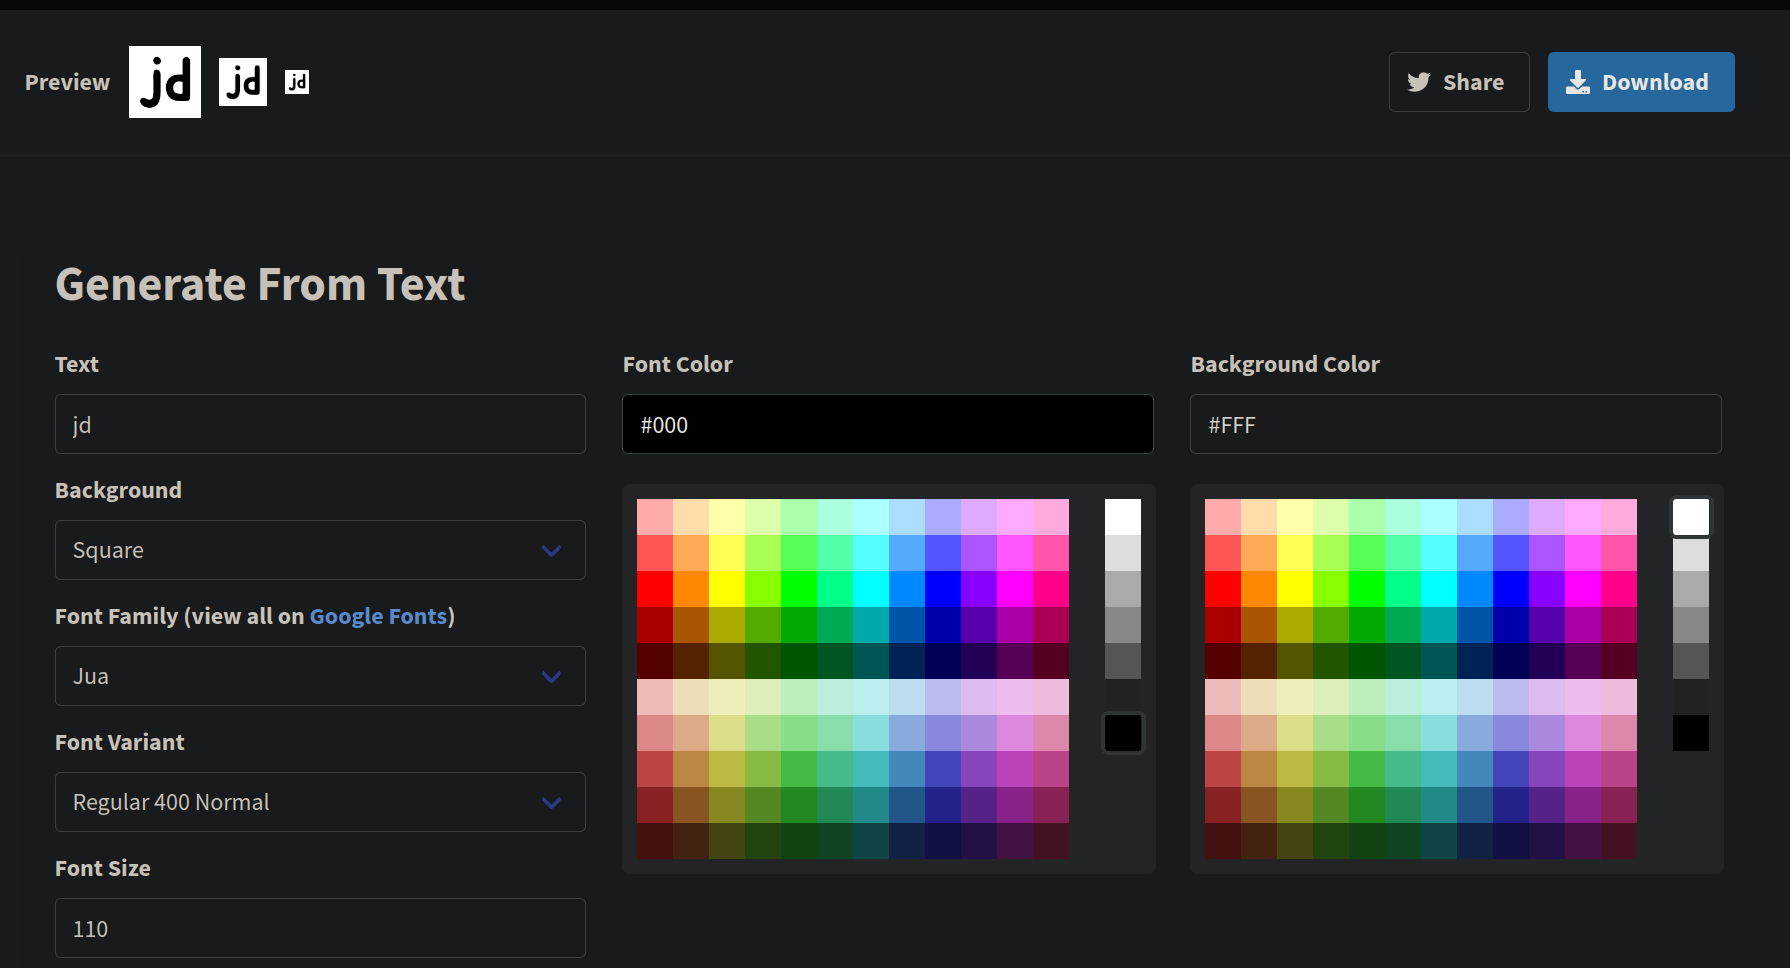 Preview jd jd jd Share Download
Generate From Text
Text Font Color Background Color
jd #000 #FFF
Background
Square
Font Family (view all on Google Fonts)
Jua
Font Variant
Regular 400 Normal
Font Size
110